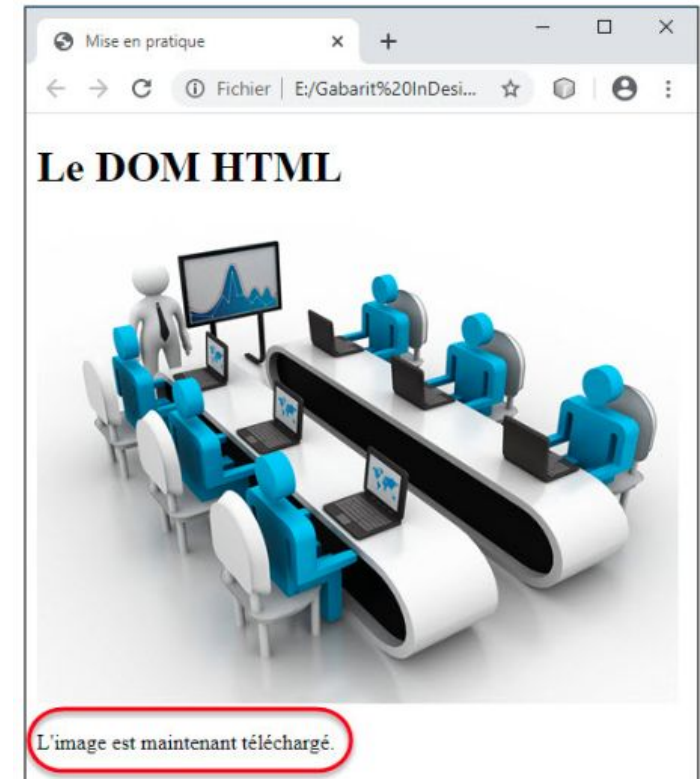 Mise en pratique
Fichier | E:/Gabarit%20InDesi...
Le DOM HTML
L'image est maintenant téléchargé.